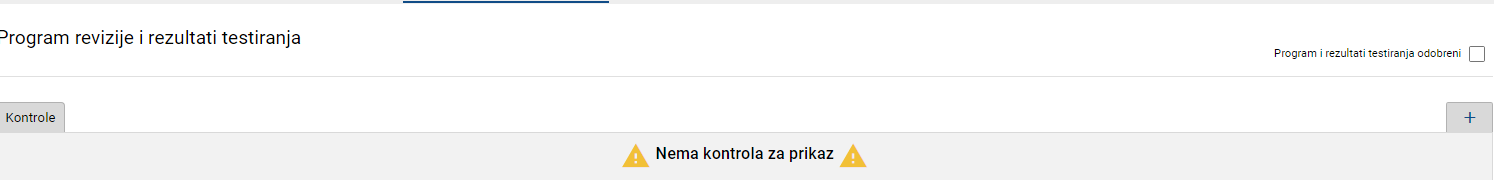 Program revizije i rezultati testiranja
Program i rezultati testiranja odobreni
Kontrole
+
Nema kontrola za prikaz